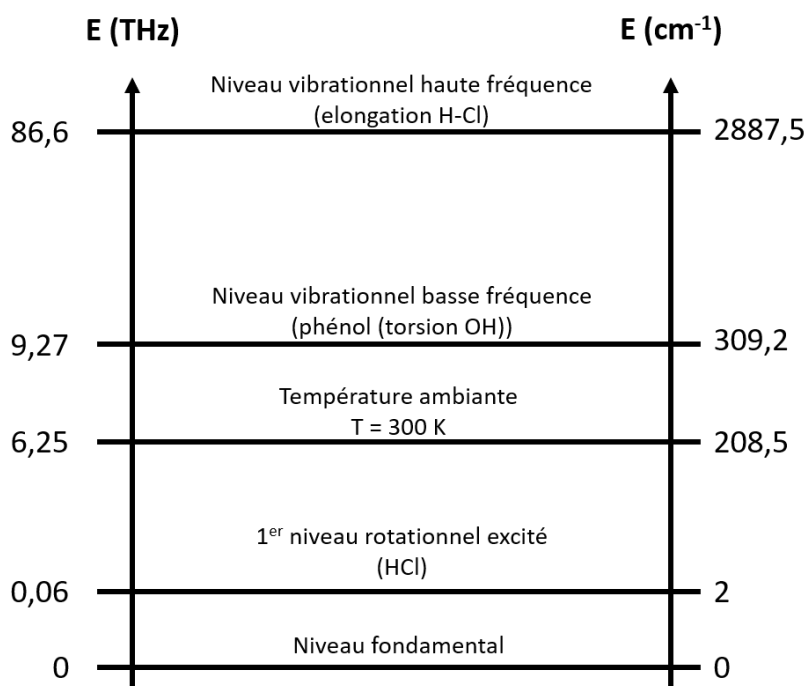 E (THz)
E (cm⁻¹)
Niveau vibrationnel haute fréquence
(elongation H-Cl)
86,6
2887,5
Niveau vibrationnel basse fréquence
(phénol (torsion OH))
9,27
309,2
Température ambiante
T = 300 K
6,25
208,5
1ᵉʳ niveau rotationnel excité
(HCl)
0,06
2
Niveau fondamental
0
0